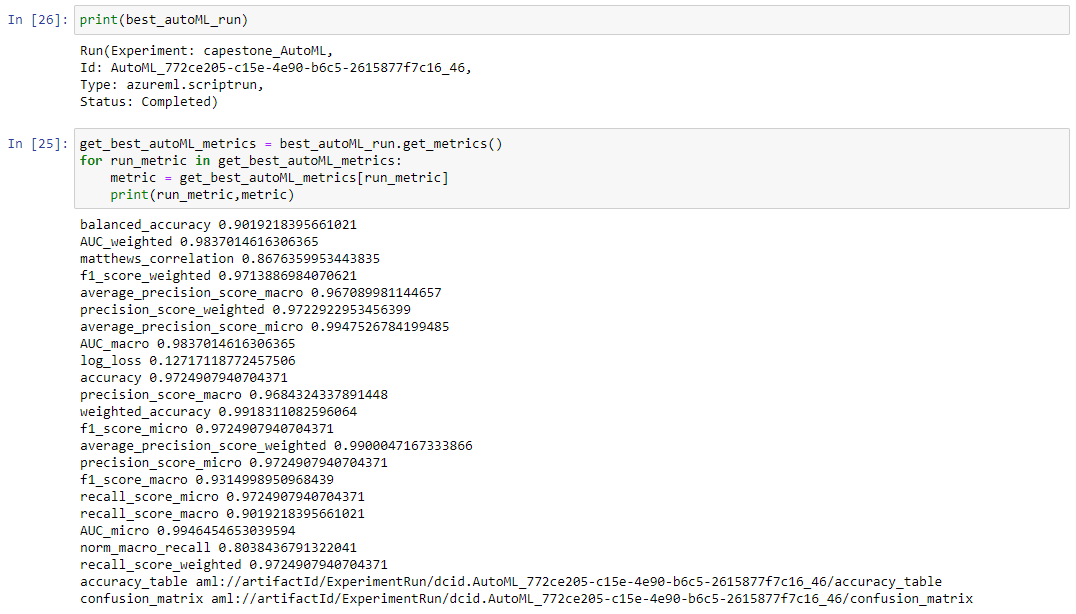 In [26]: print(best_autoML_run)
Run(Experiment: capestone_AutoML,
Id: AutoML_772ce205-c15e-4e90-b6c5-2615877f7c16_46,
Type: azureml.scriptrun,
Status: Completed)
In [25]: get_best_autoML_metrics = best_autoML_run.get_metrics()
for run_metric in get_best_autoML_metrics:
    metric = get_best_autoML_metrics[run_metric]
    print(run_metric,metric)
balanced_accuracy 0.9019218395661021
AUC_weighted 0.9837014616306365
matthews_correlation 0.8676359953443835
f1_score_weighted 0.9713886984070621
average_precision_score_macro 0.967089981144657
precision_score_weighted 0.9722922953456399
average_precision_score_micro 0.9947526784199485
AUC_macro 0.9837014616306365
log_loss 0.12717118772457506
accuracy 0.9724907940704371
precision_score_macro 0.9684324337891448
weighted_accuracy 0.9918311082596064
f1_score_micro 0.9724907940704371
average_precision_score_weighted 0.9900047167333866
precision_score_micro 0.9724907940704371
f1_score_macro 0.9314998950968439
recall_score_micro 0.9724907940704371
recall_score_macro 0.9019218395661021
AUC_micro 0.9946454653039594
norm_macro_recall 0.8038436791322041
recall_score_weighted 0.9724907940704371
accuracy_table aml://artifactId/ExperimentRun/dcid.AutoML_772ce205-c15e-4e90-b6c5-2615877f7c16_46/accuracy_table
confusion_matrix aml://artifactId/ExperimentRun/dcid.AutoML_772ce205-c15e-4e90-b6c5-2615877f7c16_46/confusion_matrix